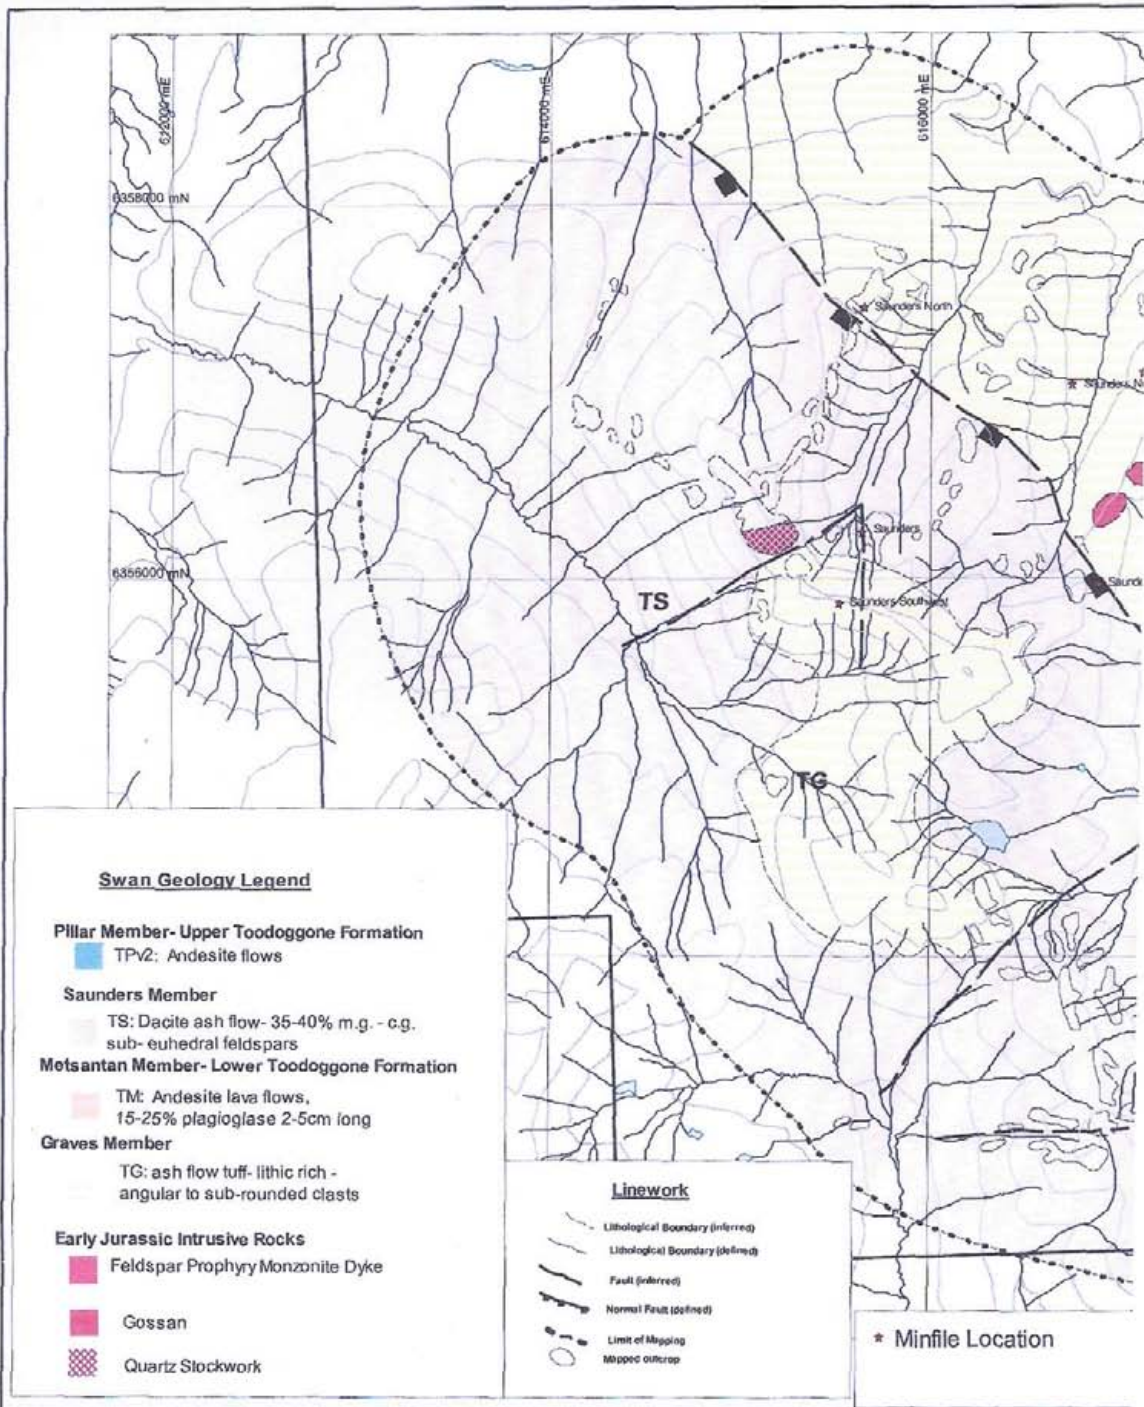 622000 mE
614000 mE
616000 mE
6358000 mN
Saunders North
Saunders N
Saunders
6356000 mN
Saunde
TS
Saunders Southwest
TG
Swan Geology Legend
Pillar Member- Upper Toodoggone Formation
TPv2: Andesite flows
Saunders Member
TS: Dacite ash flow- 35-40% m.g. - c.g.
sub- euhedral feldspars
Metsantan Member- Lower Toodoggone Formation
TM: Andesite lava flows,
15-25% plagioglase 2-5cm long
Graves Member
TG: ash flow tuff- lithic rich -
angular to sub-rounded clasts
Early Jurassic Intrusive Rocks
Feldspar Prophyry Monzonite Dyke
Gossan
Quartz Stockwork
Linework
Lithological Boundary (inferred)
Lithological Boundary (defined)
Fault (inferred)
Normal Fault (defined)
Limit of Mapping
Mapped outcrop
Minfile Location